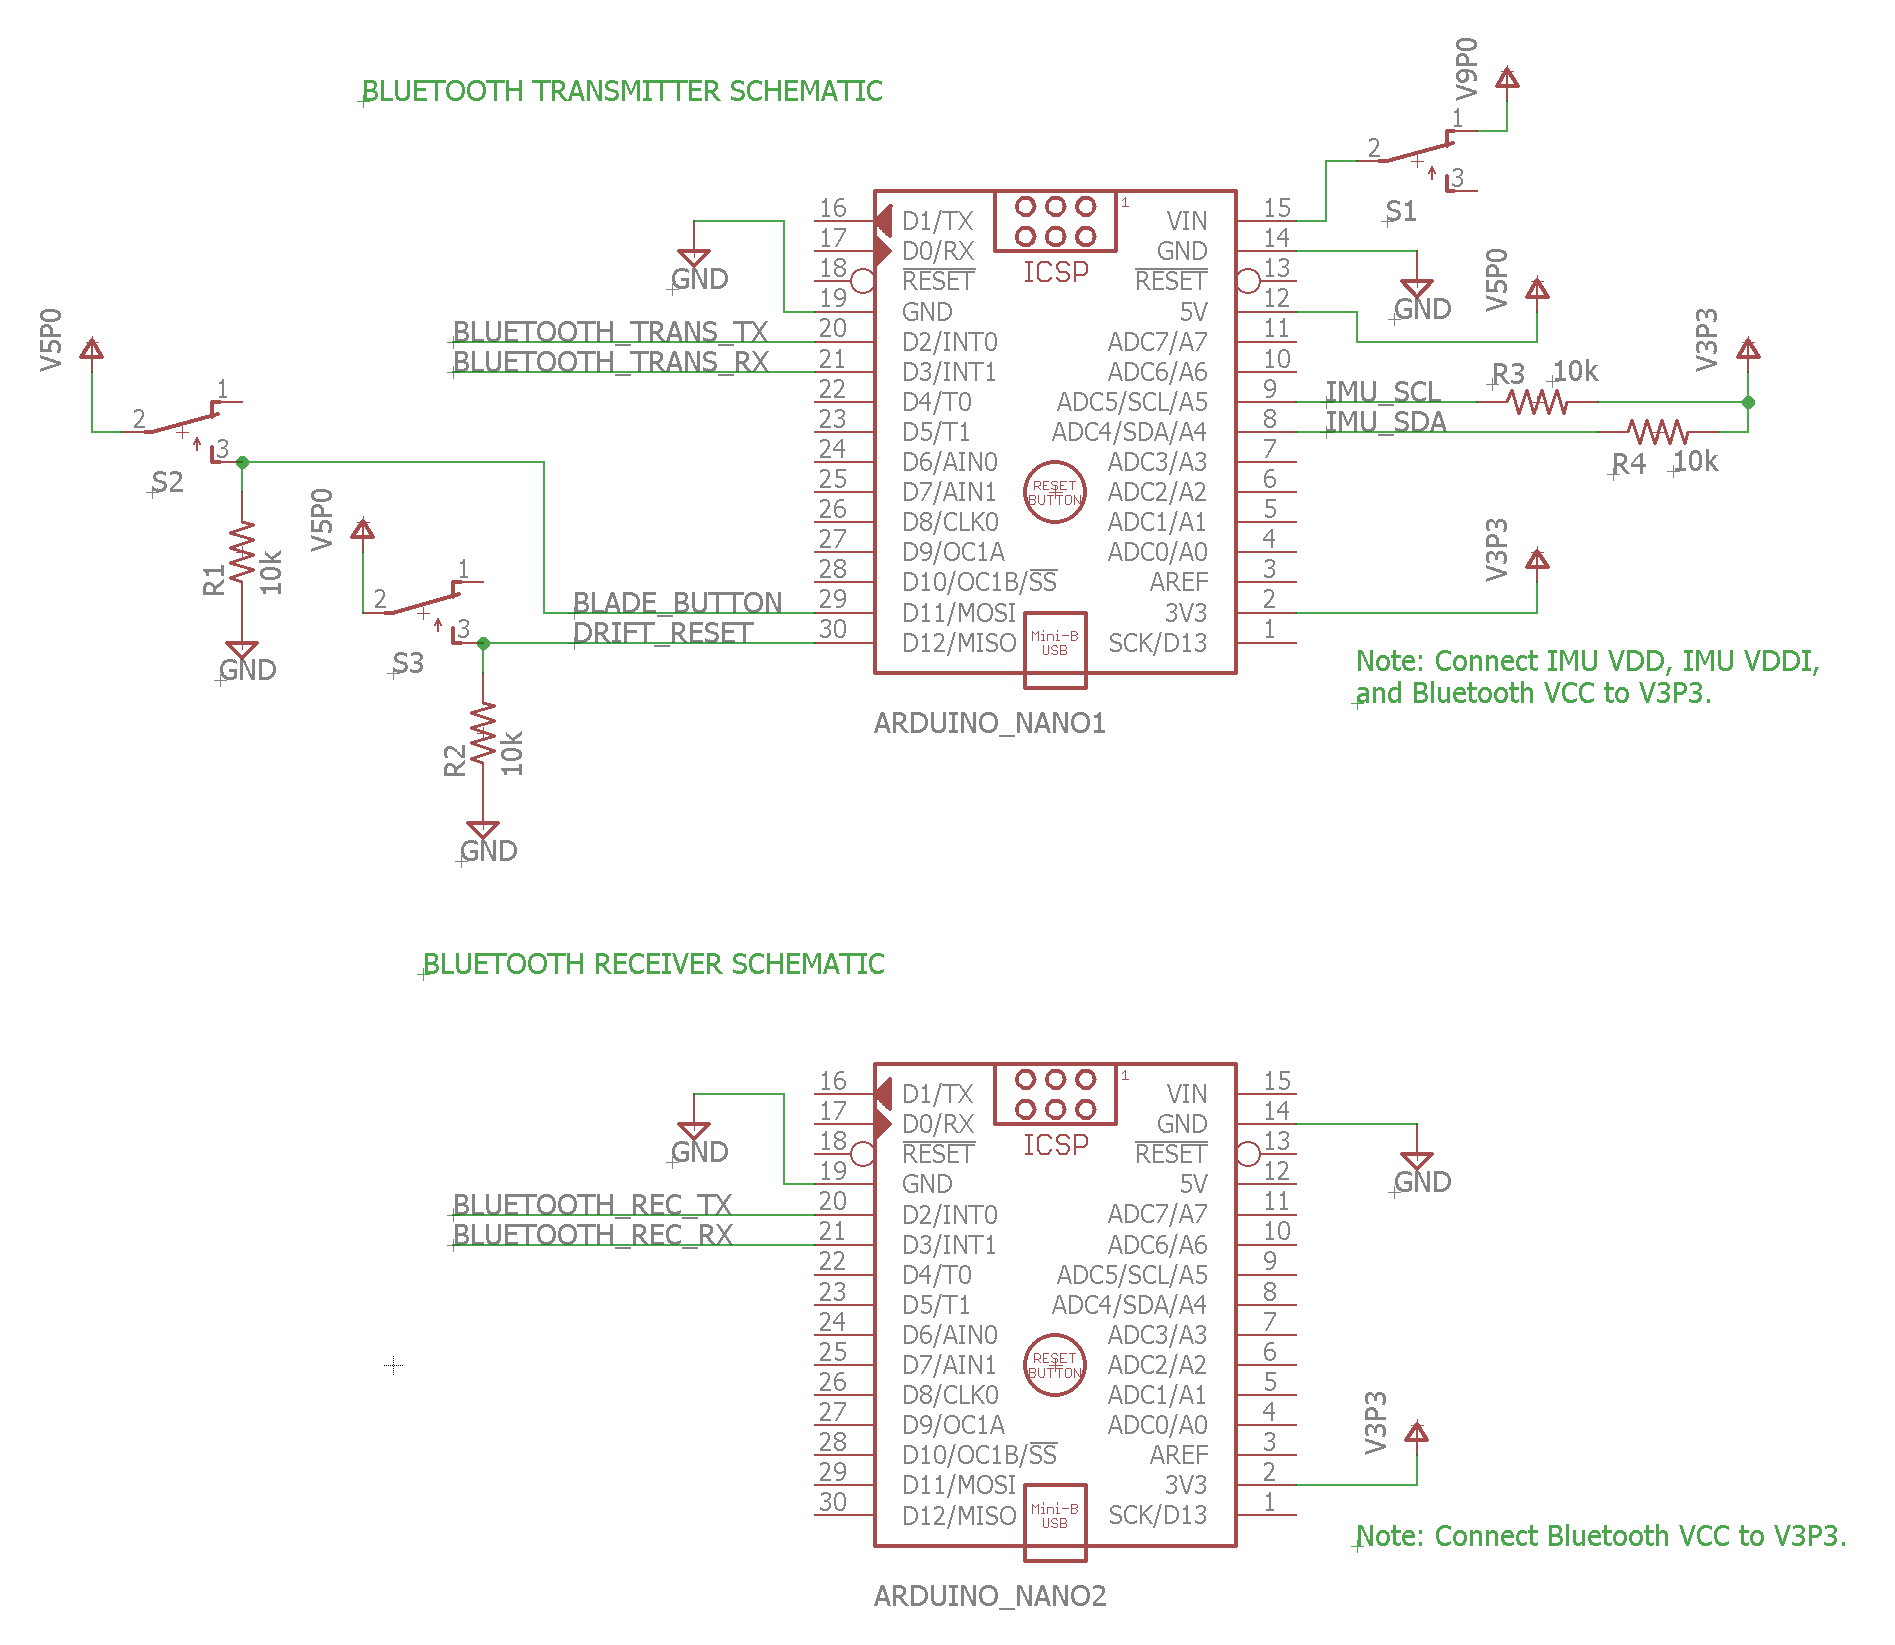 BLUETOOTH TRANSMITTER SCHEMATIC
V9P0
1
2
3
S1
16 D1/TX
17 D0/RX
18 RESET
19 GND
20 D2/INT0
21 D3/INT1
22 D4/T0
23 D5/T1
24 D6/AIN0
25 D7/AIN1
26 D8/CLK0
27 D9/OC1A
28 D10/OC1B/SS
29 D11/MOSI
30 D12/MISO
1
ICSP
RESET
BUTTON
Mini-B
USB
VIN 15
GND 14
RESET 13
5V 12
ADC7/A7 11
ADC6/A6 10
ADC5/SCL/A5 9
ADC4/SDA/A4 8
ADC3/A3 7
ADC2/A2 6
ADC1/A1 5
ADC0/A0 4
AREF 3
3V3 2
SCK/D13 1
ARDUINO_NANO1
GND
BLUETOOTH_TRANS_TX
BLUETOOTH_TRANS_RX
V5P0
1
2
3
S2
R1
10k
GND
V5P0
1
2
3
S3
R2
10k
GND
BLADE_BUTTON
DRIFT_RESET
GND
V5P0
IMU_SCL
IMU_SDA
R3
10k
R4
10k
V3P3
V3P3
Note: Connect IMU VDD, IMU VDDI,
and Bluetooth VCC to V3P3.
BLUETOOTH RECEIVER SCHEMATIC
16 D1/TX
17 D0/RX
18 RESET
19 GND
20 D2/INT0
21 D3/INT1
22 D4/T0
23 D5/T1
24 D6/AIN0
25 D7/AIN1
26 D8/CLK0
27 D9/OC1A
28 D10/OC1B/SS
29 D11/MOSI
30 D12/MISO
1
ICSP
RESET
BUTTON
Mini-B
USB
VIN 15
GND 14
RESET 13
5V 12
ADC7/A7 11
ADC6/A6 10
ADC5/SCL/A5 9
ADC4/SDA/A4 8
ADC3/A3 7
ADC2/A2 6
ADC1/A1 5
ADC0/A0 4
AREF 3
3V3 2
SCK/D13 1
ARDUINO_NANO2
GND
BLUETOOTH_REC_TX
BLUETOOTH_REC_RX
GND
V3P3
Note: Connect Bluetooth VCC to V3P3.